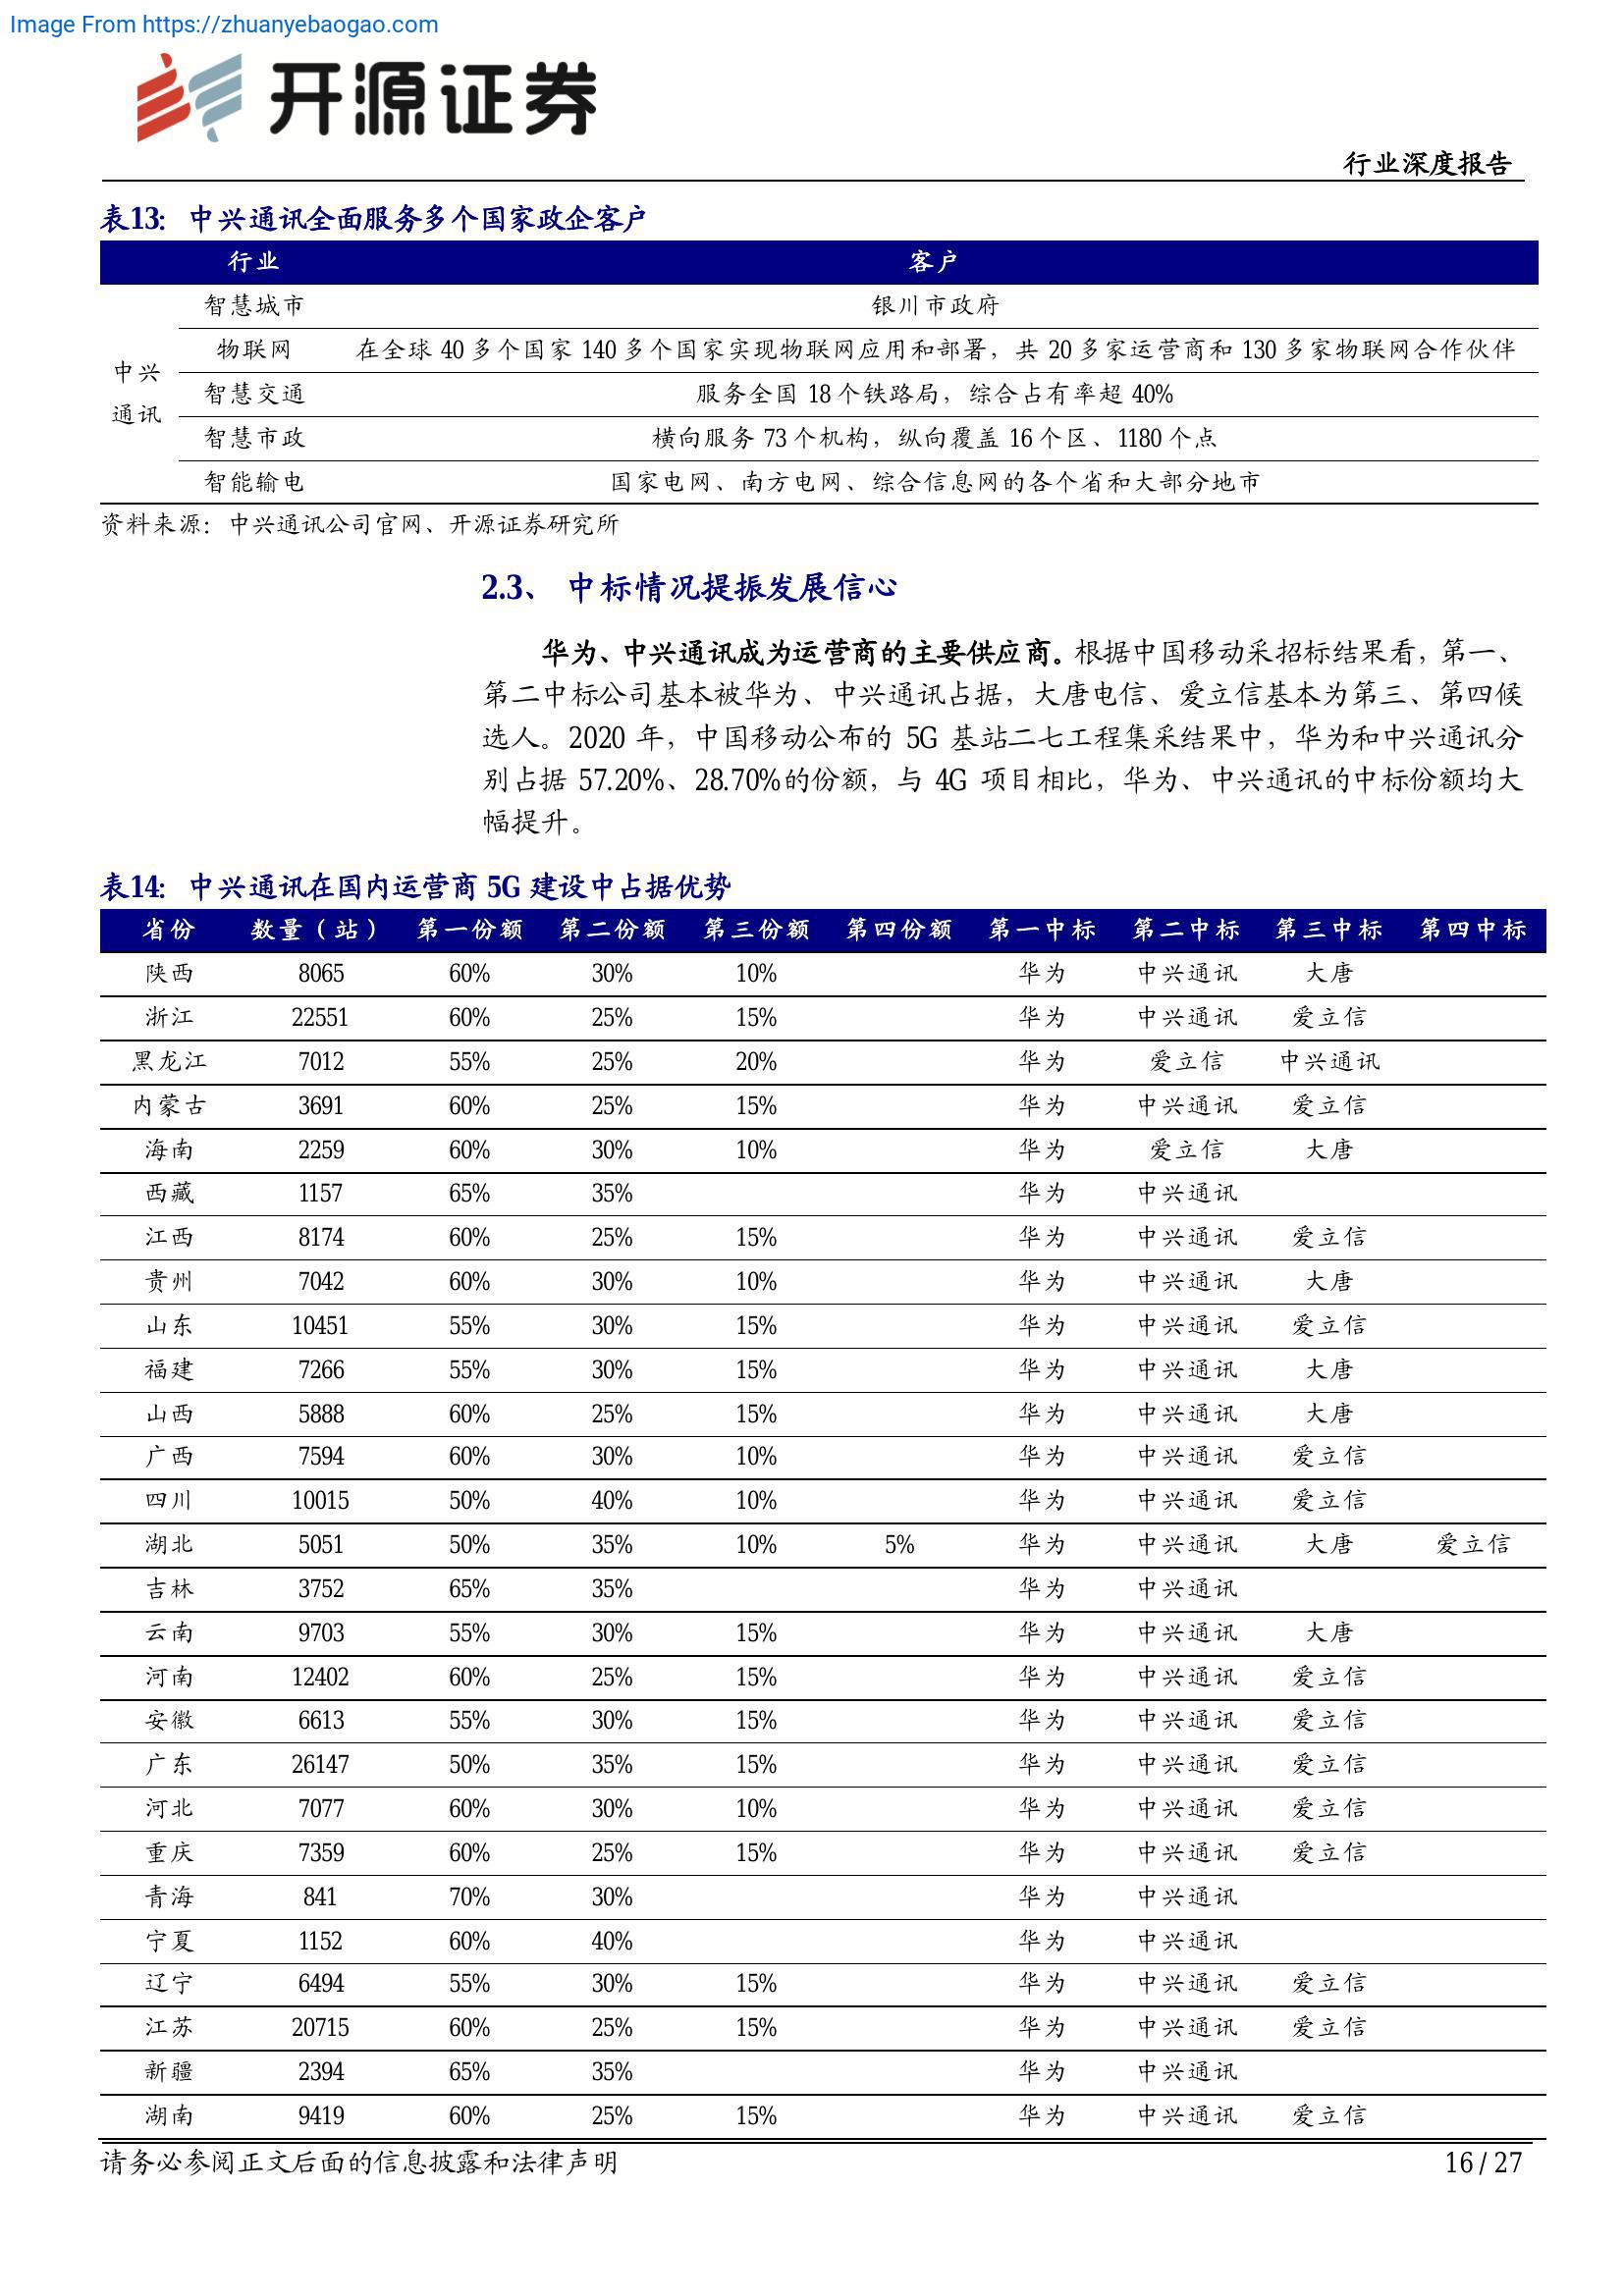 Image From https://zhuanyebaogao.com
开源证券
行业深度报告
表13: 中兴通讯全面服务多个国家政企客户
行业 客户
中兴通讯
智慧城市 银川市政府
物联网 在全球 40 多个国家 140 多个国家实现物联网应用和部署，共 20 多家运营商和 130 多家物联网合作伙伴
智慧交通 服务全国 18 个铁路局，综合占有率超 40%
智慧市政 横向服务 73 个机构，纵向覆盖 16 个区、1180 个点
智能输电 国家电网、南方电网、综合信息网的各个省和大部分地市
资料来源：中兴通讯公司官网、开源证券研究所
2.3、 中标情况提振发展信心
华为、中兴通讯成为运营商的主要供应商。根据中国移动采招标结果看，第一、
第二中标公司基本被华为、中兴通讯占据，大唐电信、爱立信基本为第三、第四候
选人。2020 年，中国移动公布的 5G 基站二七工程集采结果中，华为和中兴通讯分
别占据 57.20%、28.70%的份额，与 4G 项目相比，华为、中兴通讯的中标份额均大
幅提升。
表14: 中兴通讯在国内运营商 5G 建设中占据优势
省份 数量（站） 第一份额 第二份额 第三份额 第四份额 第一中标 第二中标 第三中标 第四中标
陕西 8065 60% 30% 10% 华为 中兴通讯 大唐
浙江 22551 60% 25% 15% 华为 中兴通讯 爱立信
黑龙江 7012 55% 25% 20% 华为 爱立信 中兴通讯
内蒙古 3691 60% 25% 15% 华为 中兴通讯 爱立信
海南 2259 60% 30% 10% 华为 爱立信 大唐
西藏 1157 65% 35% 华为 中兴通讯
江西 8174 60% 25% 15% 华为 中兴通讯 爱立信
贵州 7042 60% 30% 10% 华为 中兴通讯 大唐
山东 10451 55% 30% 15% 华为 中兴通讯 爱立信
福建 7266 55% 30% 15% 华为 中兴通讯 大唐
山西 5888 60% 25% 15% 华为 中兴通讯 大唐
广西 7594 60% 30% 10% 华为 中兴通讯 爱立信
四川 10015 50% 40% 10% 华为 中兴通讯 爱立信
湖北 5051 50% 35% 10% 5% 华为 中兴通讯 大唐 爱立信
吉林 3752 65% 35% 华为 中兴通讯
云南 9703 55% 30% 15% 华为 中兴通讯 大唐
河南 12402 60% 25% 15% 华为 中兴通讯 爱立信
安徽 6613 55% 30% 15% 华为 中兴通讯 爱立信
广东 26147 50% 35% 15% 华为 中兴通讯 爱立信
河北 7077 60% 30% 10% 华为 中兴通讯 爱立信
重庆 7359 60% 25% 15% 华为 中兴通讯 爱立信
青海 841 70% 30% 华为 中兴通讯
宁夏 1152 60% 40% 华为 中兴通讯
辽宁 6494 55% 30% 15% 华为 中兴通讯 爱立信
江苏 20715 60% 25% 15% 华为 中兴通讯 爱立信
新疆 2394 65% 35% 华为 中兴通讯
湖南 9419 60% 25% 15% 华为 中兴通讯 爱立信
请务必参阅正文后面的信息披露和法律声明 16 / 27